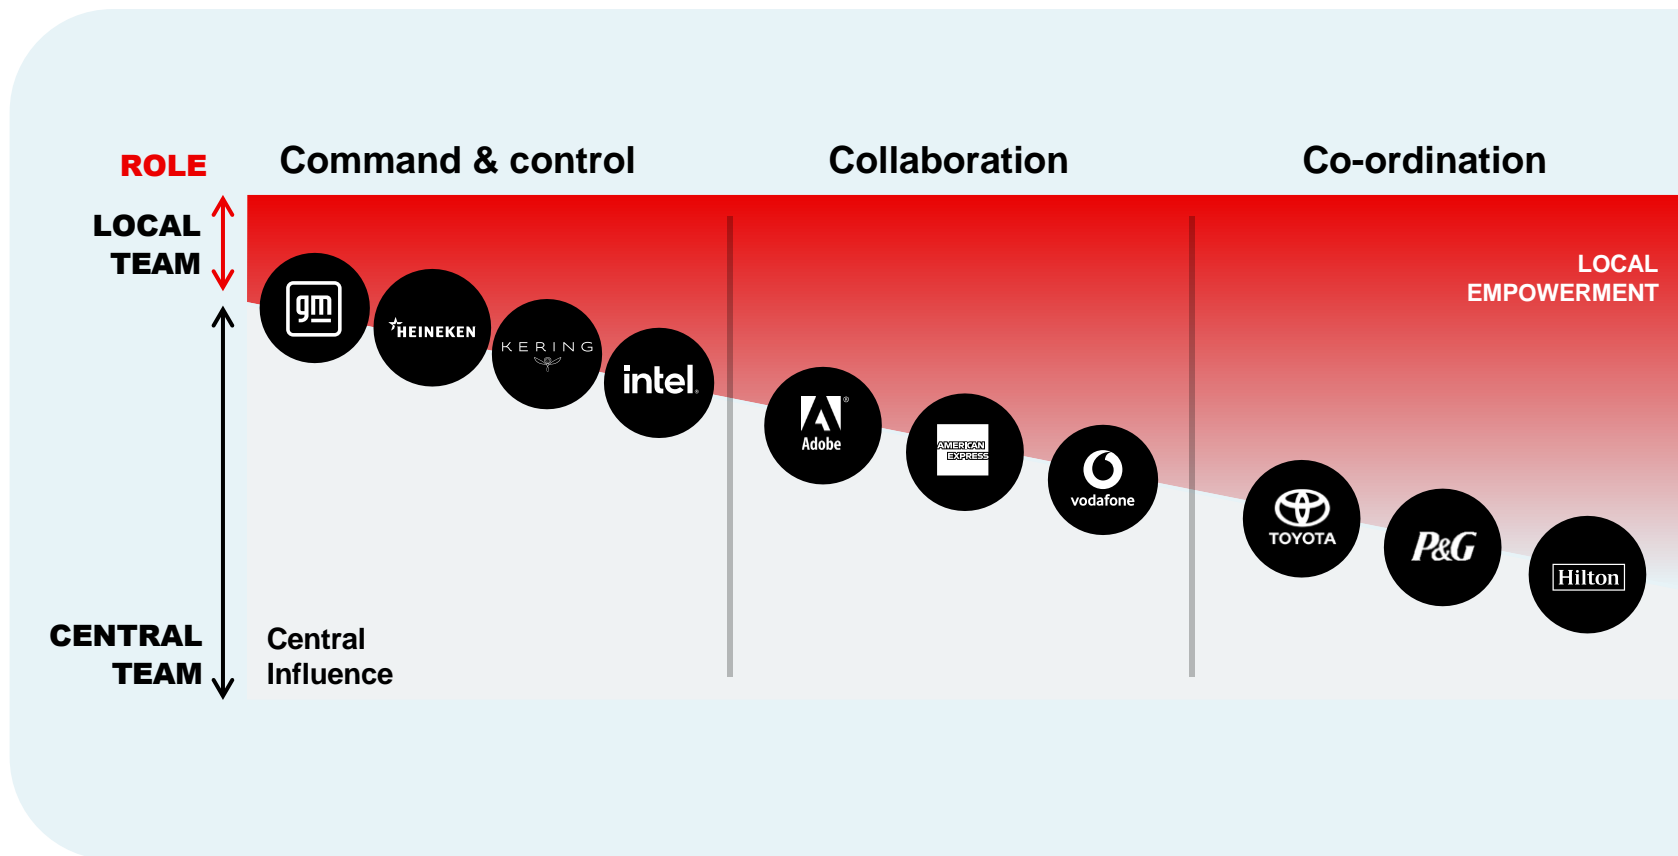 ROLE
Command & control
Collaboration
Co-ordination
LOCAL
TEAM
LOCAL
EMPOWERMENT
gm
HEINEKEN
KERING
intel.
Adobe
®
AMERICAN
EXPRESS
vodafone
TOYOTA
P&G
Hilton
CENTRAL
TEAM
Central
Influence